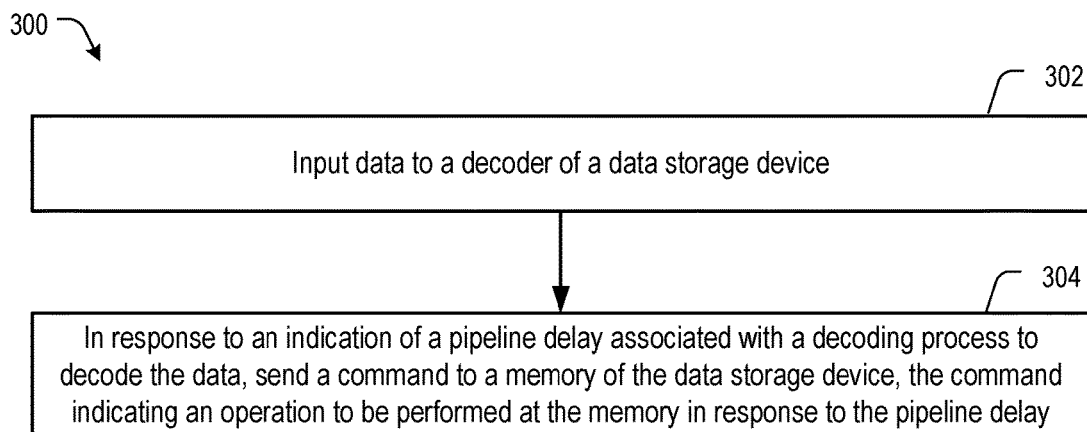 300
302
Input data to a decoder of a data storage device
304
In response to an indication of a pipeline delay associated with a decoding process to
decode the data, send a command to a memory of the data storage device, the command
indicating an operation to be performed at the memory in response to the pipeline delay